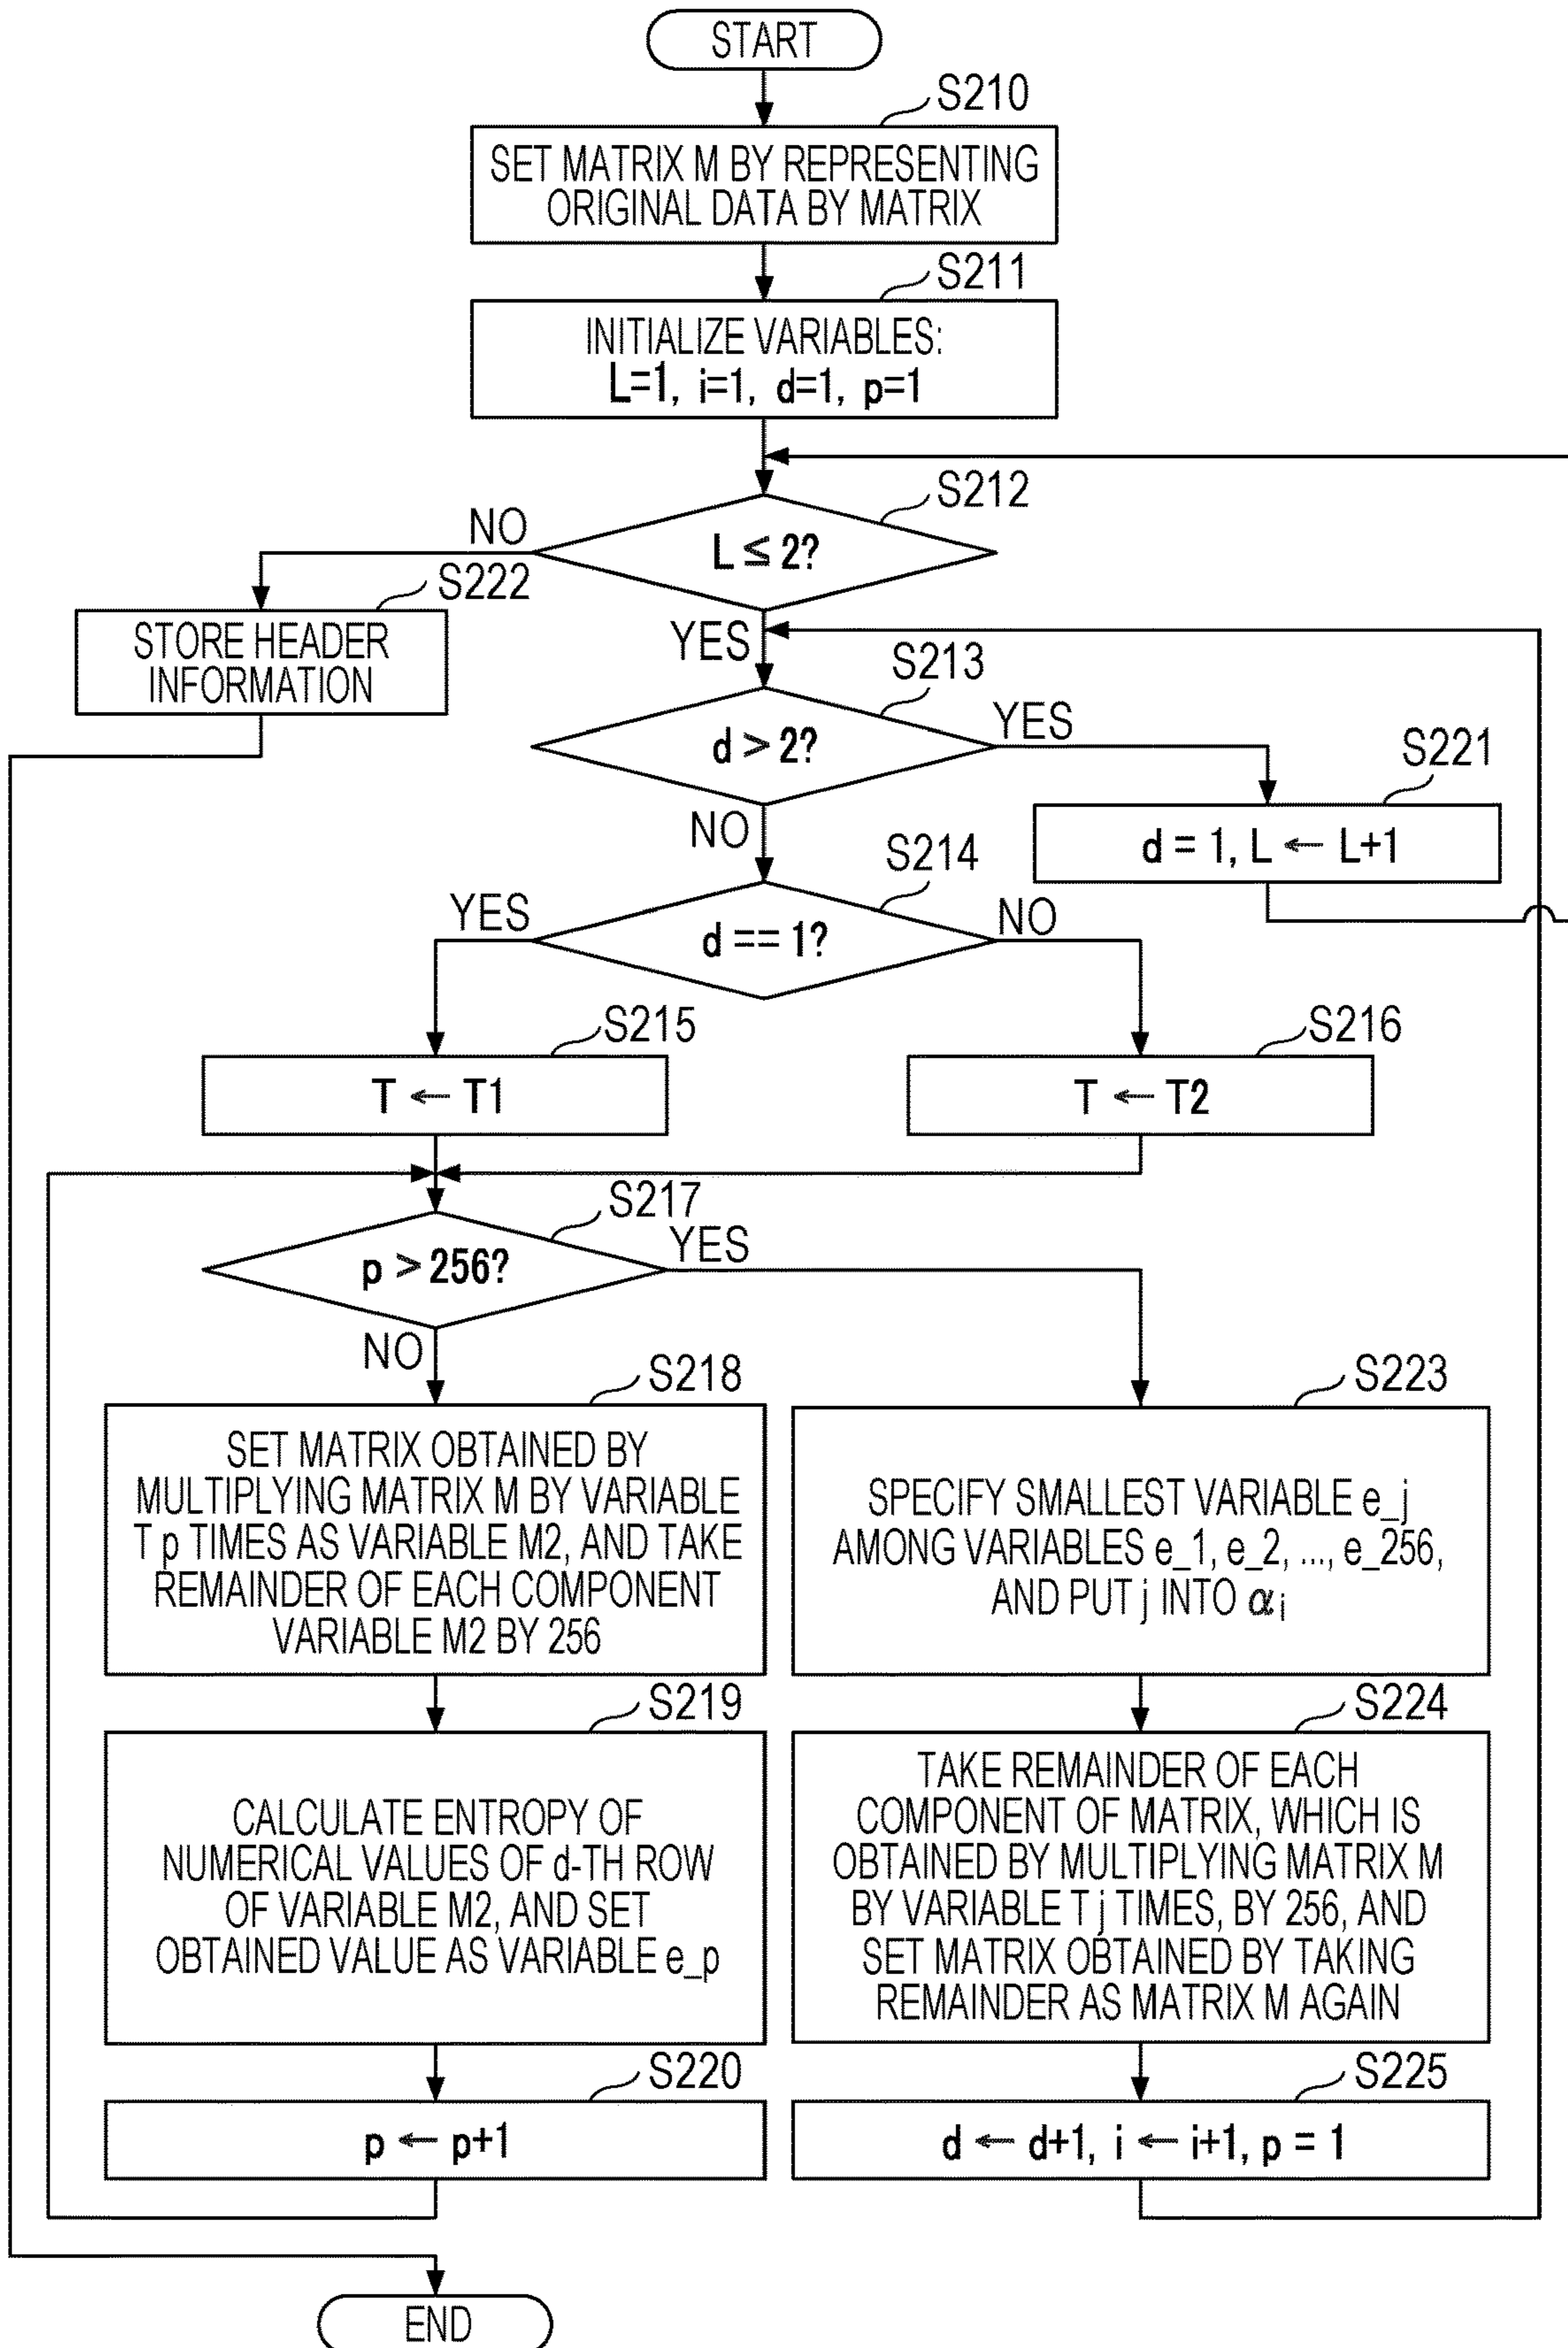 START
S210
SET MATRIX M BY REPRESENTING
ORIGINAL DATA BY MATRIX
S211
INITIALIZE VARIABLES:
L=1, i=1, d=1, p=1
S212
L ≤ 2?
NO
YES
S222
STORE HEADER
INFORMATION
S213
d > 2?
YES
NO
S221
d = 1, L ← L+1
S214
d == 1?
YES
NO
S215
T ← T1
S216
T ← T2
S217
p > 256?
YES
NO
S218
SET MATRIX OBTAINED BY
MULTIPLYING MATRIX M BY VARIABLE
T p TIMES AS VARIABLE M2, AND TAKE
REMAINDER OF EACH COMPONENT
VARIABLE M2 BY 256
S223
SPECIFY SMALLEST VARIABLE e_j
AMONG VARIABLES e_1, e_2, ..., e_256,
AND PUT j INTO αi
S219
CALCULATE ENTROPY OF
NUMERICAL VALUES OF d-TH ROW
OF VARIABLE M2, AND SET
OBTAINED VALUE AS VARIABLE e_p
S224
TAKE REMAINDER OF EACH
COMPONENT OF MATRIX, WHICH IS
OBTAINED BY MULTIPLYING MATRIX M
BY VARIABLE T j TIMES, BY 256, AND
SET MATRIX OBTAINED BY TAKING
REMAINDER AS MATRIX M AGAIN
S220
p ← p+1
S225
d ← d+1, i ← i+1, p = 1
END